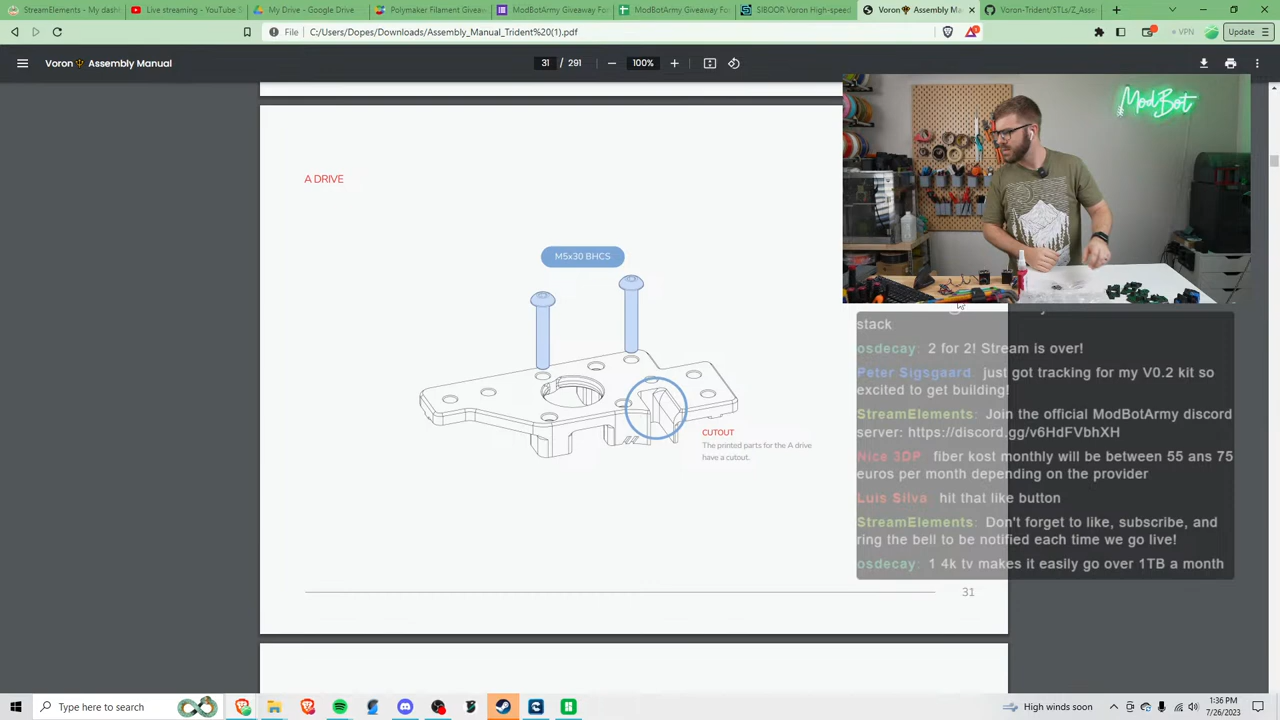 StreamElements - My dash
Live streaming - YouTube S
My Drive - Google Drive
Polymaker Filament Giveaw
ModBotArmy Giveaway For
ModBotArmy Giveaway For
SIBOOR Voron High-speed
Voron Assembly Ma
Voron-Trident/STLs/Z_Asse
File
C:/Users/Dopes/Downloads/Assembly_Manual_Trident%20(1).pdf
VPN
Update
Voron Assembly Manual
31 / 291
100%
ModBot
A DRIVE
M5x30 BHCS
CUTOUT
The printed parts for the A drive
have a cutout.
31
stack
osdecay: 2 for 2! Stream is over!
Peter Sigsgaard just got tracking for my V0.2 kit so
excited to get building!
StreamElements: Join the official ModBotArmy discord
server: https://discord.gg/v6HdFVbhXH
Nice 3DP fiber kost monthly will be between 55 ans 75
euros per month depending on the provider
Luis Silva hit that like button
StreamElements: Don't forget to like, subscribe, and
ring the bell to be notified each time we go live!
osdecay: 1 4k tv makes it easily go over 1TB a month
Type here to search
High winds soon
1:36 PM
7/26/2023